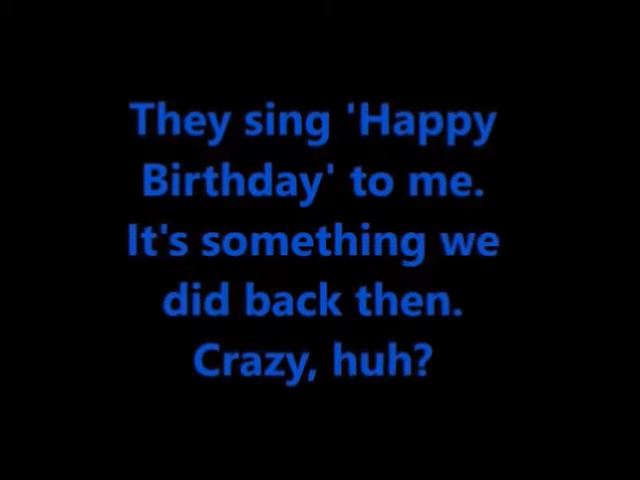 They sing 'Happy
Birthday' to me.
It's something we
did back then.
Crazy, huh?